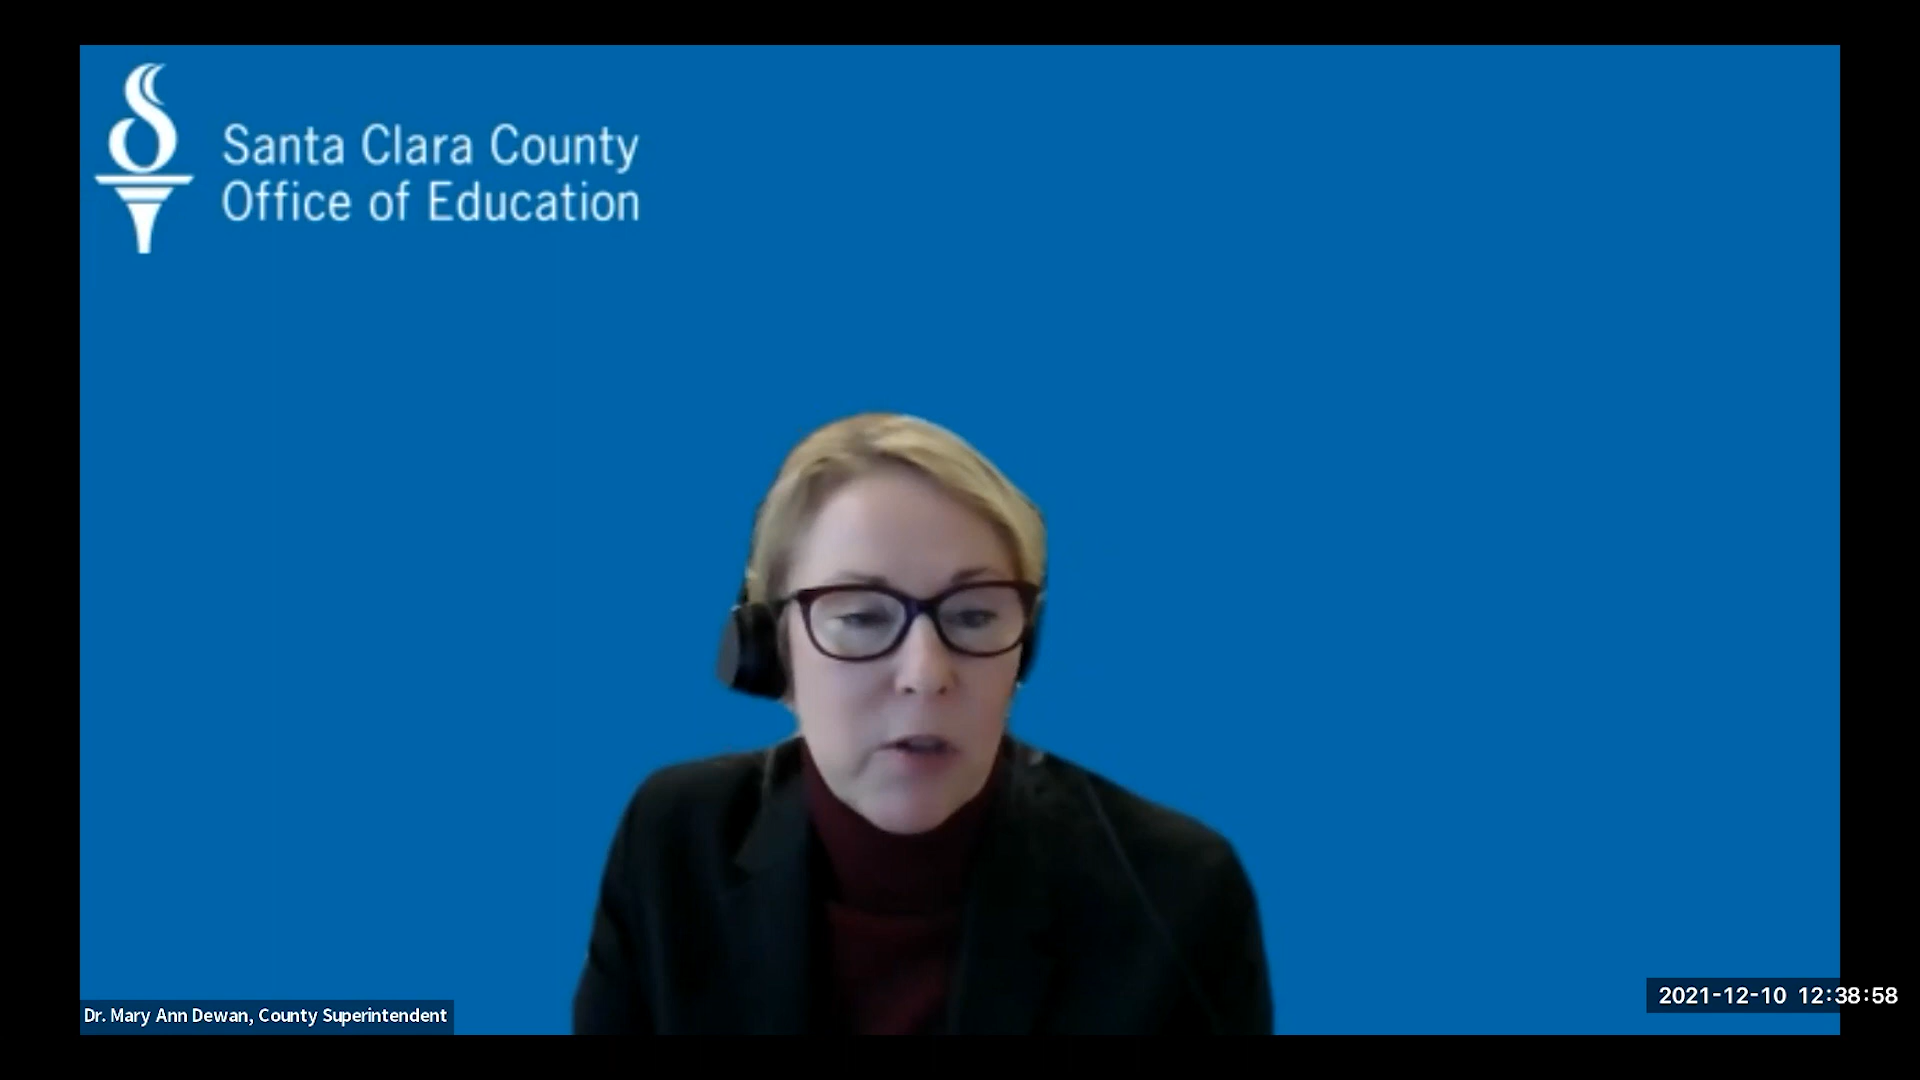 Santa Clara County
Office of Education
Dr. Mary Ann Dewan, County Superintendent
2021-12-10 12:38:58